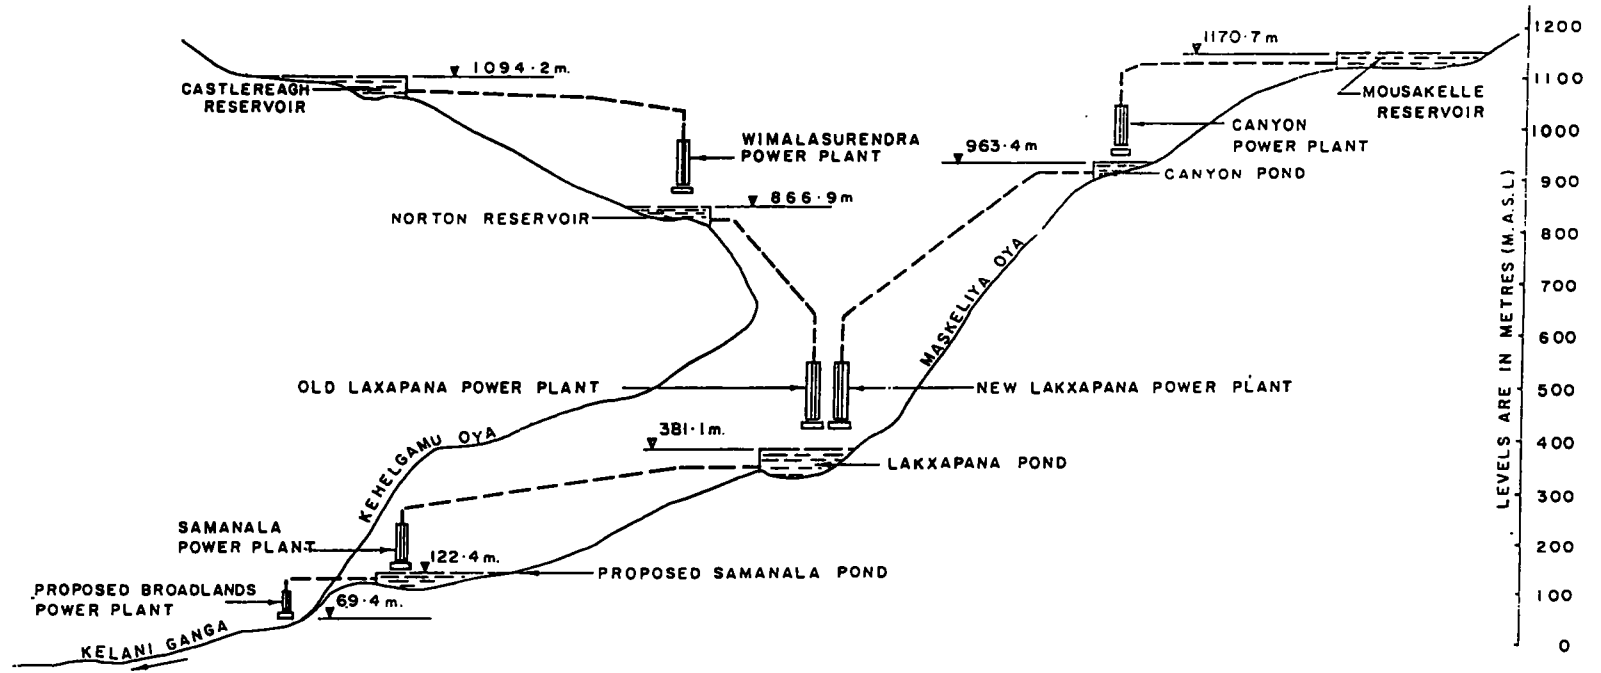 1200
1170·7 m
1094·2 m.
1100
CASTLEREAGH
RESERVOIR
MOUSAKELLE
RESERVOIR
CANYON
POWER PLANT
1000
WIMALASURENDRA
POWER PLANT
963·4 m
CANYON POND
900
866·9 m
NORTON RESERVOIR
800
MASKELIYA OYA
700
600
LEVELS ARE IN METRES (M.A.S.L)
OLD LAXAPANA POWER PLANT
NEW LAKXAPANA POWER PLANT
500
KEHELGAMU OYA
381·1 m.
400
LAKXAPANA POND
300
SAMANALA
POWER PLANT
200
122·4 m.
PROPOSED SAMANALA POND
PROPOSED BROADLANDS
POWER PLANT
69·4 m.
100
KELANI GANGA
0